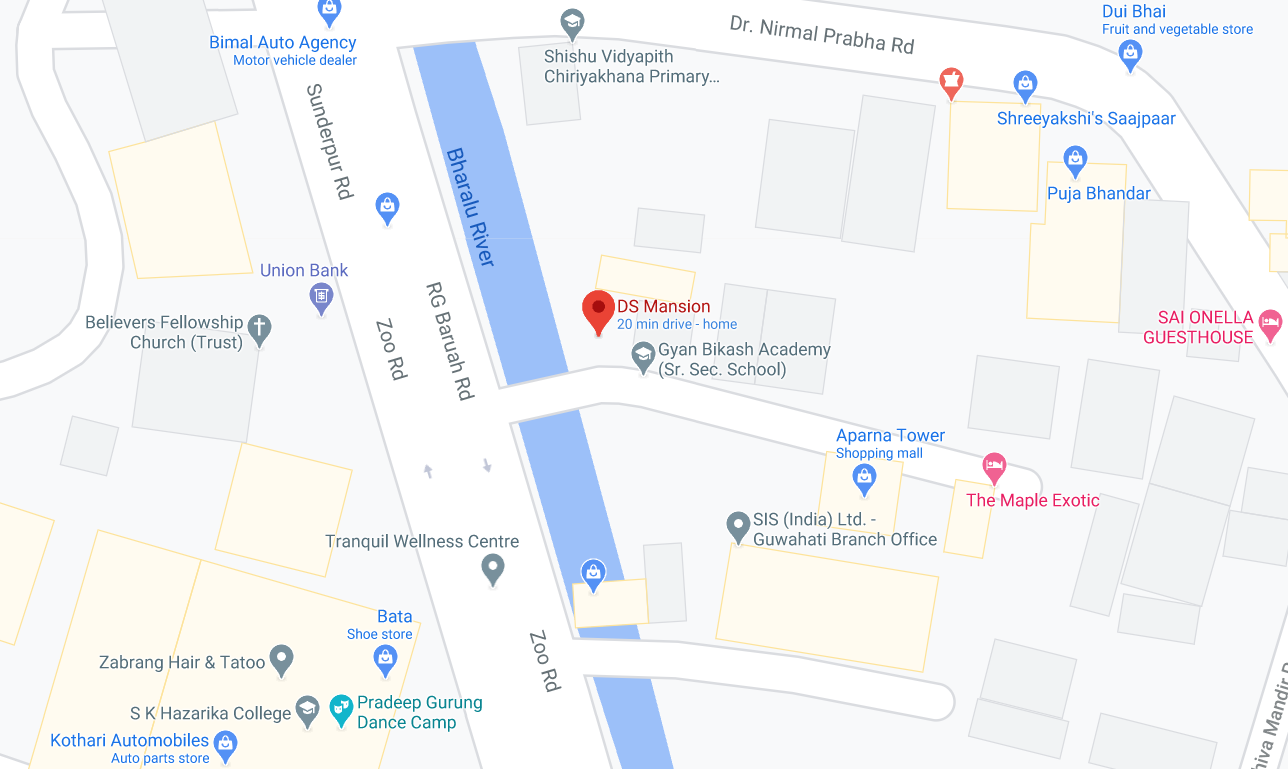 Dui Bhai
Fruit and vegetable store
Dr. Nirmal Prabha Rd
Bimal Auto Agency
Motor vehicle dealer
Shishu Vidyapith
Chiriyakhana Primary...
Sunderpur Rd
Shreeyakshi's Saajpaar
Puja Bhandar
Bharalu River
Union Bank
RG Baruah Rd
DS Mansion
20 min drive - home
Believers Fellowship
Church (Trust)
SAI ONELLA
GUESTHOUSE
Zoo Rd
Gyan Bikash Academy
(Sr. Sec. School)
Aparna Tower
Shopping mall
The Maple Exotic
SIS (India) Ltd. -
Guwahati Branch Office
Tranquil Wellness Centre
Bata
Shoe store
Zoo Rd
Zabrang Hair & Tatoo
S K Hazarika College
Pradeep Gurung
Dance Camp
Kothari Automobiles
Auto parts store